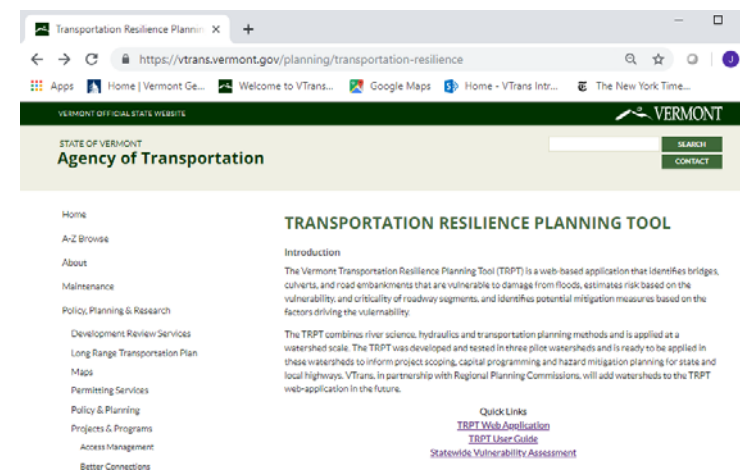 Transportation Resilience Plannin
https://vtrans.vermont.gov/planning/transportation-resilience
J
Apps Home | Vermont Ge... Welcome to VTrans... Google Maps Home - VTrans Intr... The New York Time...
VERMONT OFFICIAL STATE WEBSITE
VERMONT
STATE OF VERMONT
Agency of Transportation
SEARCH
CONTACT
Home
A-Z Browse
About
Maintenance
Policy, Planning & Research
Development Review Services
Long Range Transportation Plan
Maps
Permitting Services
Policy & Planning
Projects & Programs
Access Management
Better Connections
TRANSPORTATION RESILIENCE PLANNING TOOL
Introduction
The Vermont Transportation Resilience Planning Tool (TRPT) is a web-based application that identifies bridges,
culverts, and road embankments that are vulnerable to damage from floods, estimates risk based on the
vulnerability, and criticality of roadway segments, and identifies potential mitigation measures based on the
factors driving the vulernability.
The TRPT combines river science, hydraulics and transportation planning methods and is applied at a
watershed scale. The TRPT was developed and tested in three pilot watersheds and is ready to be applied in
these watersheds to inform project scoping, capital programming and hazard mitigation planning for state and
local highways. VTrans, in partnership with Regional Planning Commissions, will add watersheds to the TRPT
web-application in the future.
Quick Links
TRPT Web Application
TRPT User Guide
Statewide Vulnerability Assessment